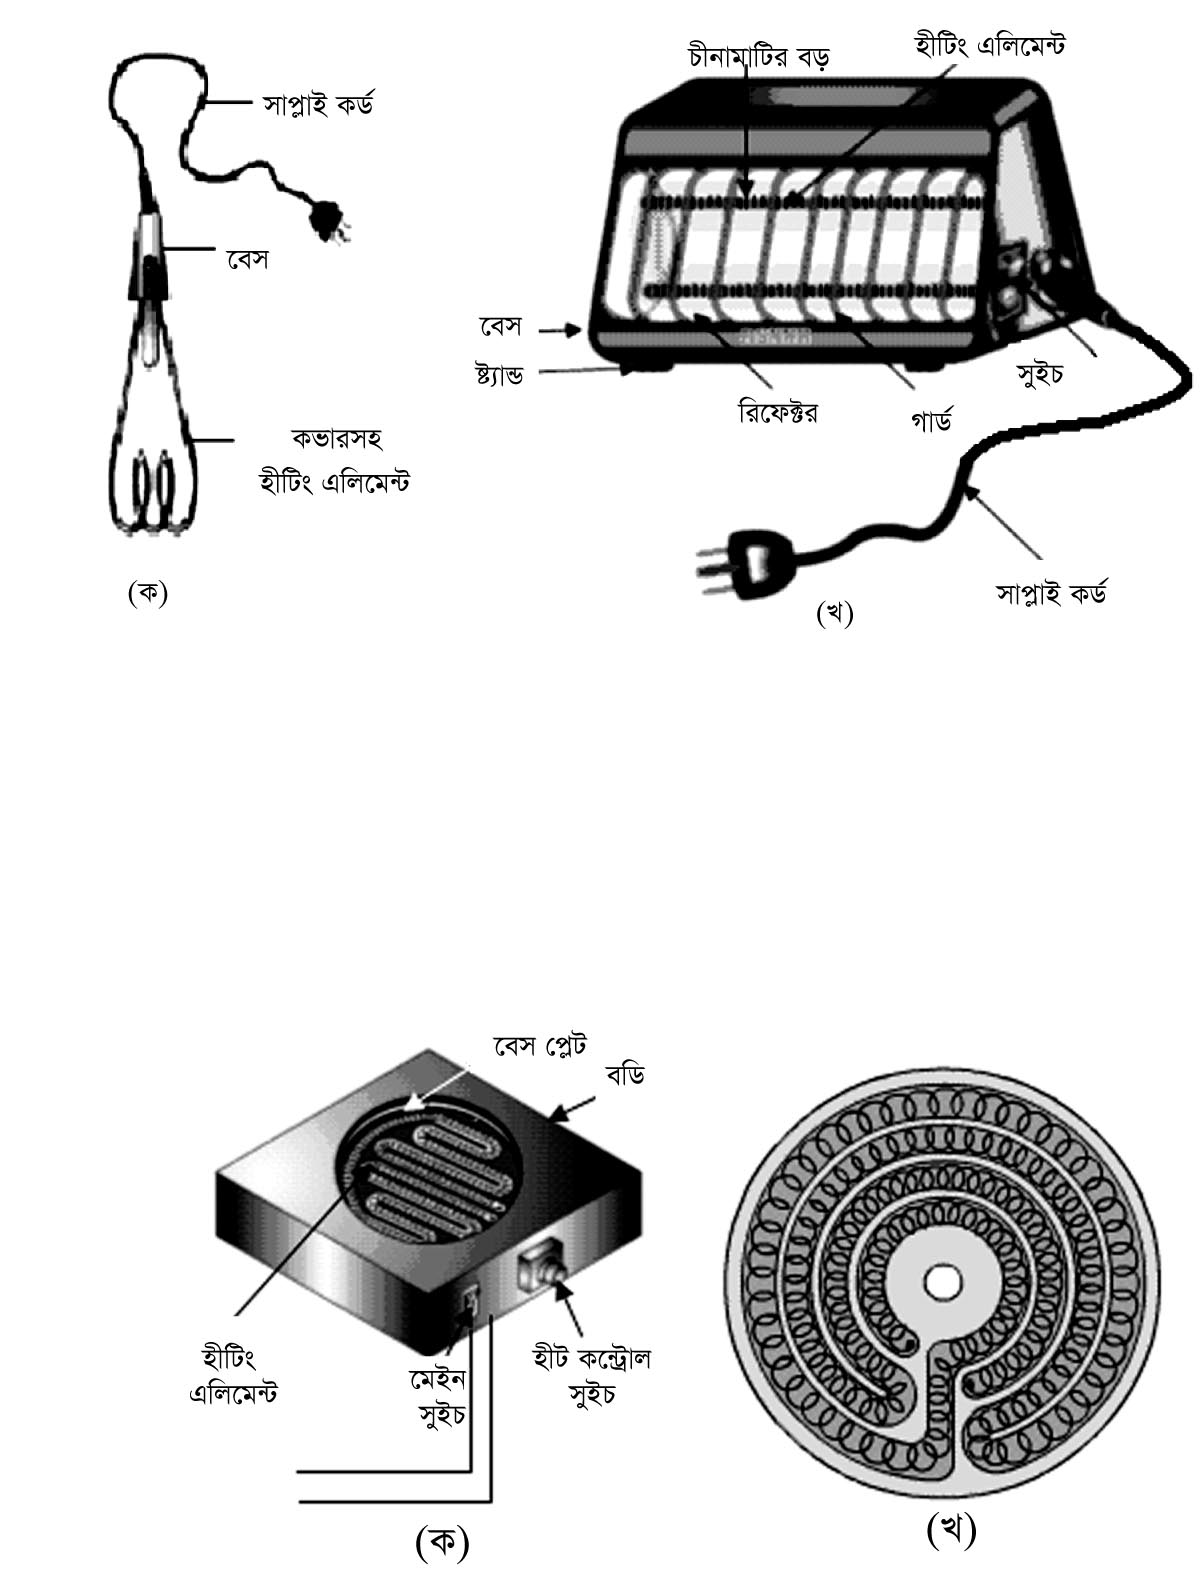 চীনামাটির বড়
হীটিং এলিমেন্ট
সাপ্লাই কর্ড
বেস
বেস
ষ্ট্যান্ড
সুইচ
রিফেক্টর
গার্ড
কভারসহ
হীটিং এলিমেন্ট
সাপ্লাই কর্ড
(ক)
(খ)
বেস প্লেট
বডি
হীটিং
এলিমেন্ট
মেইন
সুইচ
হীট কন্ট্রোল
সুইচ
(ক)
(খ)